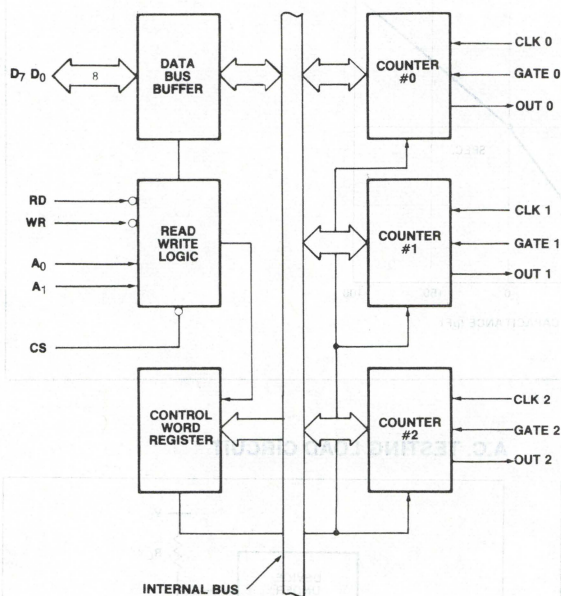 D7 D0
8
DATA
BUS
BUFFER
COUNTER
#0
CLK 0
GATE 0
OUT 0
RD
WR
A0
A1
CS
READ
WRITE
LOGIC
COUNTER
#1
CLK 1
GATE 1
OUT 1
CONTROL
WORD
REGISTER
COUNTER
#2
CLK 2
GATE 2
OUT 2
INTERNAL BUS
A.C. TESTING LOAD CIRCUIT